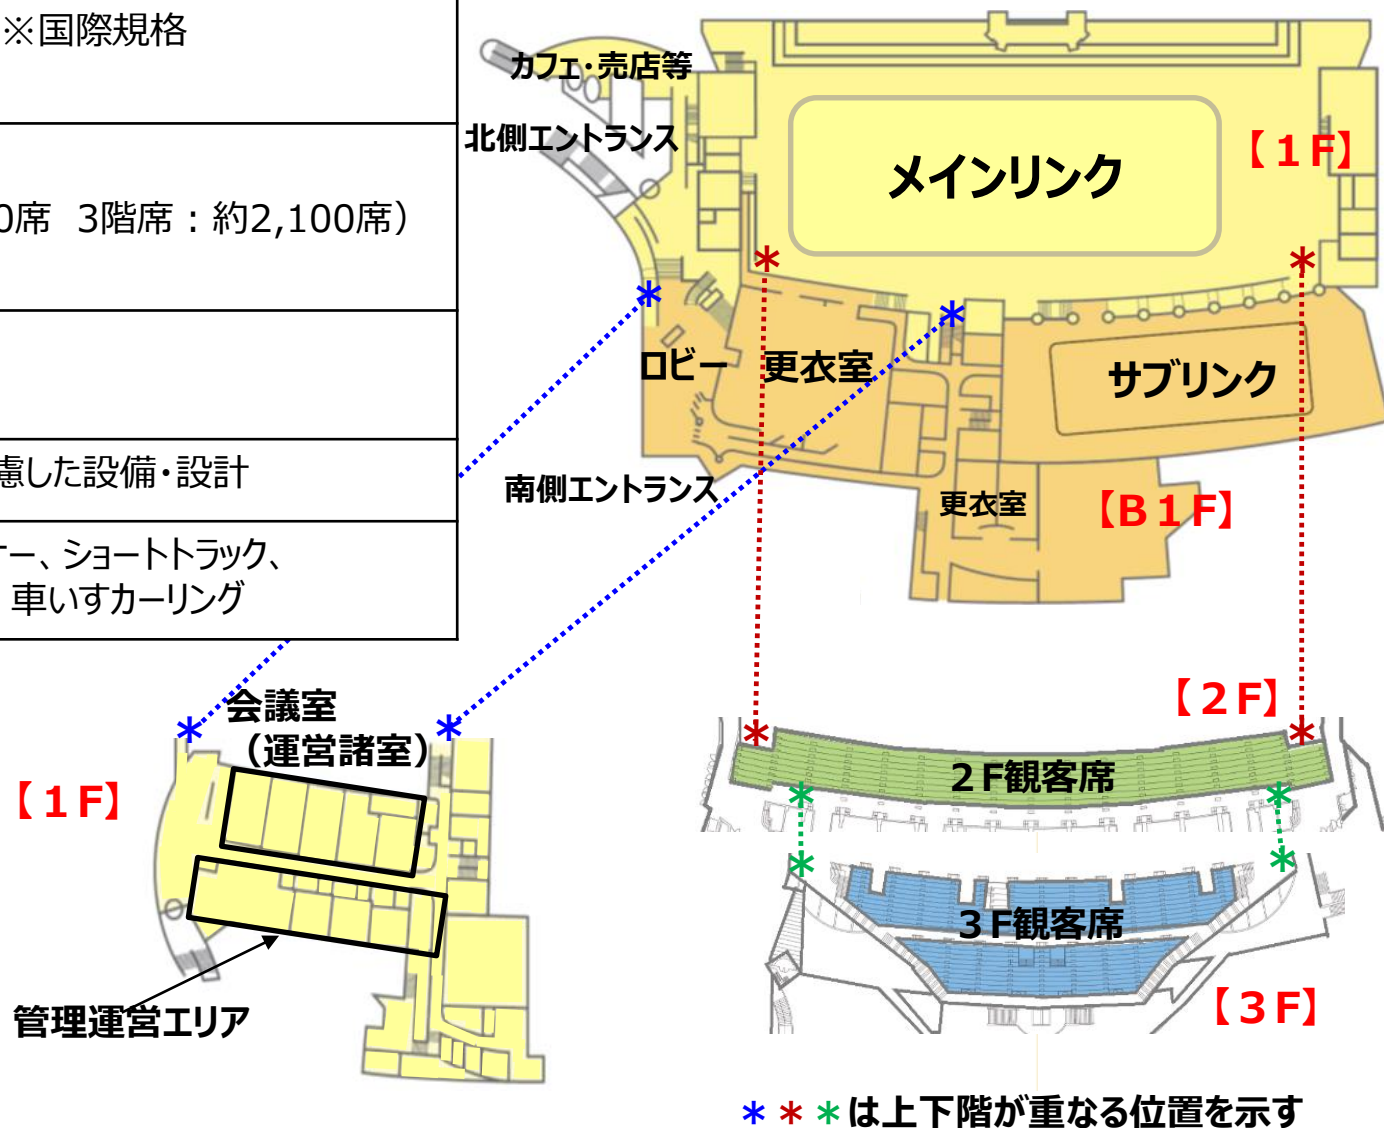 ※国際規格
0席 3階席：約2,100席）
慮した設備・設計
ナー、ショートトラック、
車いすカーリング
カフェ・売店等
北側エントランス
メインリンク
【１F】
ロビー
更衣室
サブリンク
南側エントランス
更衣室
【B１F】
会議室
（運営諸室）
【１F】
管理運営エリア
【２F】
２F観客席
３F観客席
【３F】
＊＊＊は上下階が重なる位置を示す